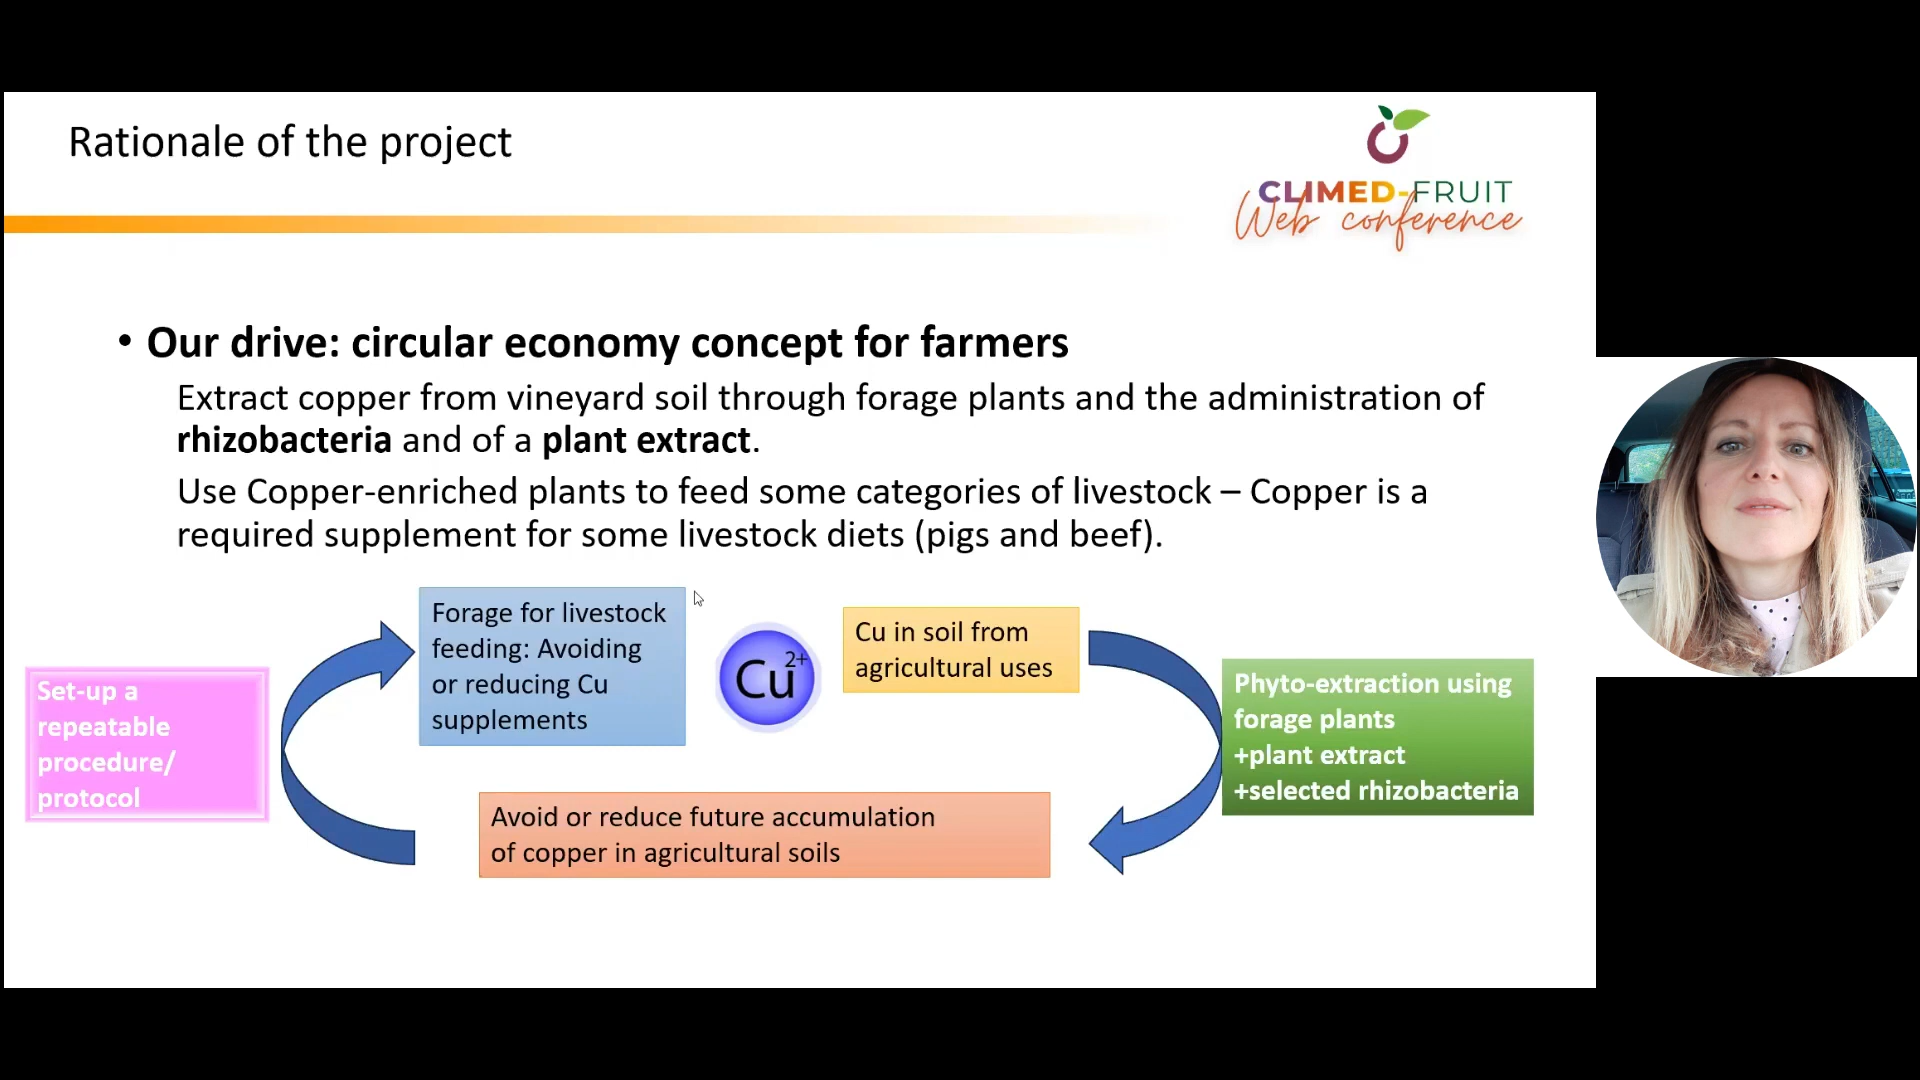 Rationale of the project
CLIMED-FRUIT
Web conference
• Our drive: circular economy concept for farmers
Extract copper from vineyard soil through forage plants and the administration of
rhizobacteria and of a plant extract.
Use Copper-enriched plants to feed some categories of livestock – Copper is a
required supplement for some livestock diets (pigs and beef).
Set-up a
repeatable
procedure/
protocol
Forage for livestock
feeding: Avoiding
or reducing Cu
supplements
Cu2+
Cu in soil from
agricultural uses
Phyto-extraction using
forage plants
+plant extract
+selected rhizobacteria
Avoid or reduce future accumulation
of copper in agricultural soils